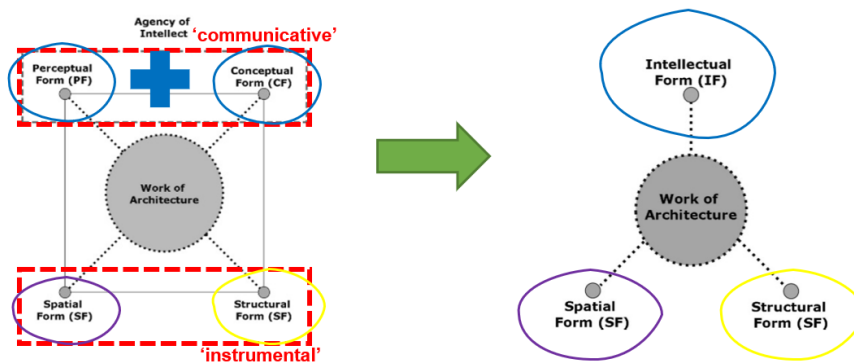 Agency of
Intellect 'communicative'
Perceptual
Form (PF)
Conceptual
Form (CF)
Work of
Architecture
Spatial
Form (SF)
Structural
Form (SF)
'instrumental'
Intellectual
Form (IF)
Work of
Architecture
Spatial
Form (SF)
Structural
Form (SF)